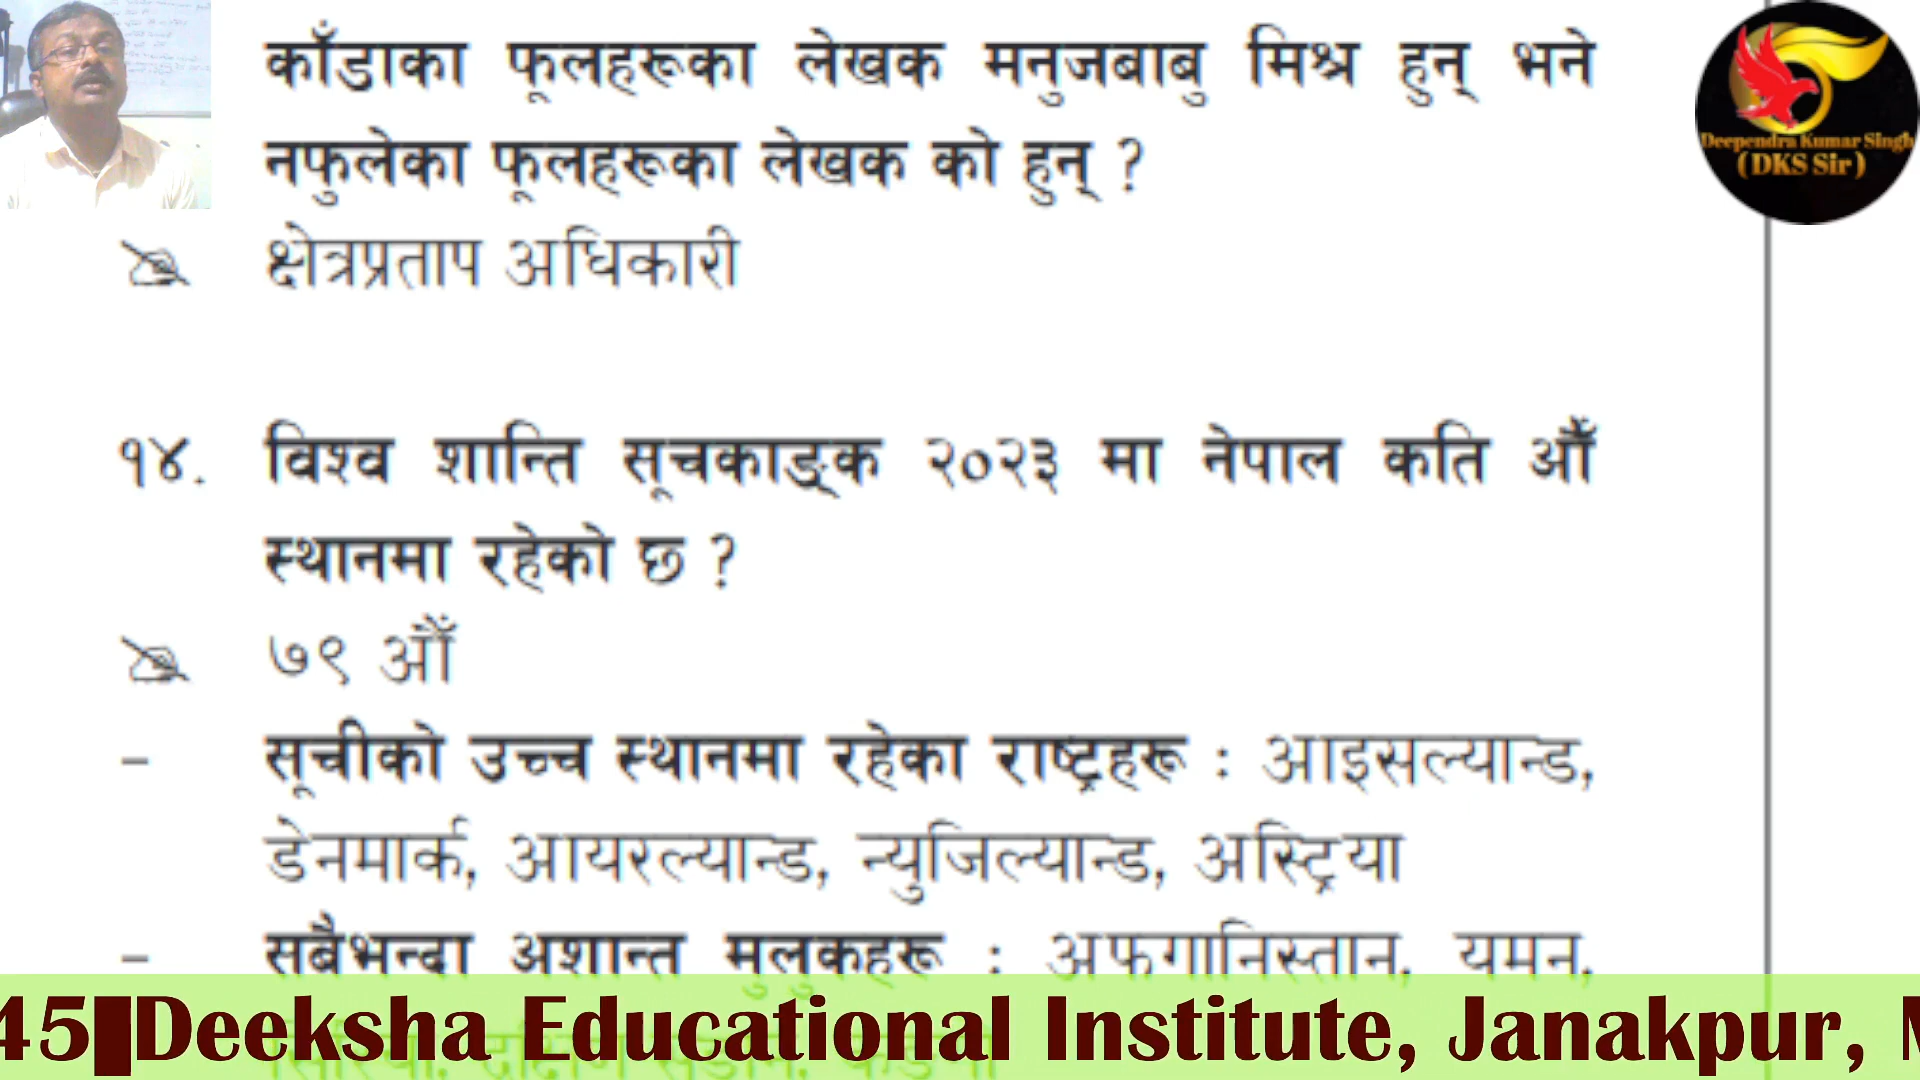 काँडाका फूलहरूका लेखक मनुजबाबु मिश्र हुन् भने
नफुलेका फूलहरूका लेखक को हुन् ?
क्षेत्रप्रताप अधिकारी
१४. विश्व शान्ति सूचकाङ्क २०२३ मा नेपाल कति औँ
स्थानमा रहेको छ ?
७९ औँ
- सूचीको उच्च स्थानमा रहेका राष्ट्रहरू : आइसल्यान्ड,
डेनमार्क, आयरल्यान्ड, न्युजिल्यान्ड, अस्ट्रिया
- सबैभन्दा अशान्त मुलुकहरू : अफगानिस्तान, यमन,
45 Deeksha Educational Institute, Janakpur,
Deependra Kumar Singh
(DKS Sir)